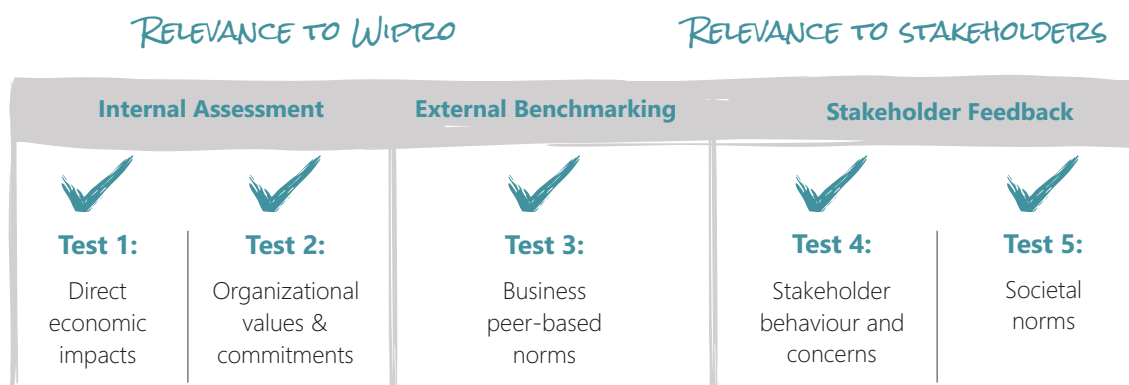 RELEVANCE TO WIPRO
RELEVANCE TO STAKEHOLDERS
Internal Assessment
External Benchmarking
Stakeholder Feedback
Test 1:
Direct
economic
impacts
Test 2:
Organizational
values &
commitments
Test 3:
Business
peer-based
norms
Test 4:
Stakeholder
behaviour and
concerns
Test 5:
Societal
norms